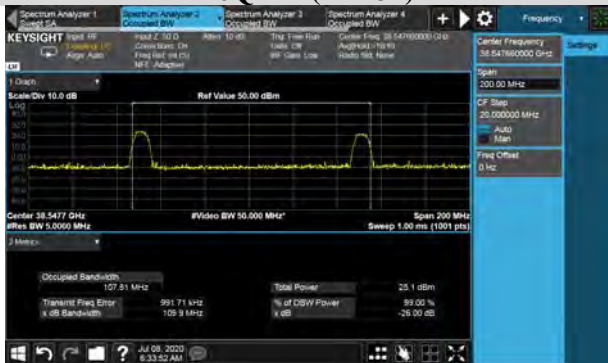 Spectrum Analyzer 1
Swept SA
Spectrum Analyzer 2
Occupied BW
Spectrum Analyzer 3
Occupied BW
Spectrum Analyzer 4
Occupied BW
Frequency
KEYSIGHT
Input: RF
Coupling: DC
Align: Auto
Input Z: 50 Ω
Corrections: Off
Freq Ref: Int (S)
NFE: Adaptive
Atten: 10 dB
Trig: Free Run
Gate: Off
#IF Gain: Low
Center Freq: 38.547660000 GHz
Avg|Hold:>10/10
Radio Std: None
Center Frequency
38.547660000 GHz
Settings
Span
200.00 MHz
CF Step
20.000000 MHz
Auto
Man
Freq Offset
0 Hz
1 Graph
Scale/Div 10.0 dB
Ref Value 50.00 dBm
Log
Center 38.5477 GHz
#Res BW 5.0000 MHz
#Video BW 50.000 MHz*
Span 200 MHz
Sweep 1.00 ms (1001 pts)
2 Metrics
Occupied Bandwidth
107.81 MHz
Total Power
25.1 dBm
Transmit Freq Error
991.71 kHz
% of OBW Power
99.00 %
x dB Bandwidth
109.9 MHz
x dB
-26.00 dB
Jul 08, 2020
6:33:52 AM